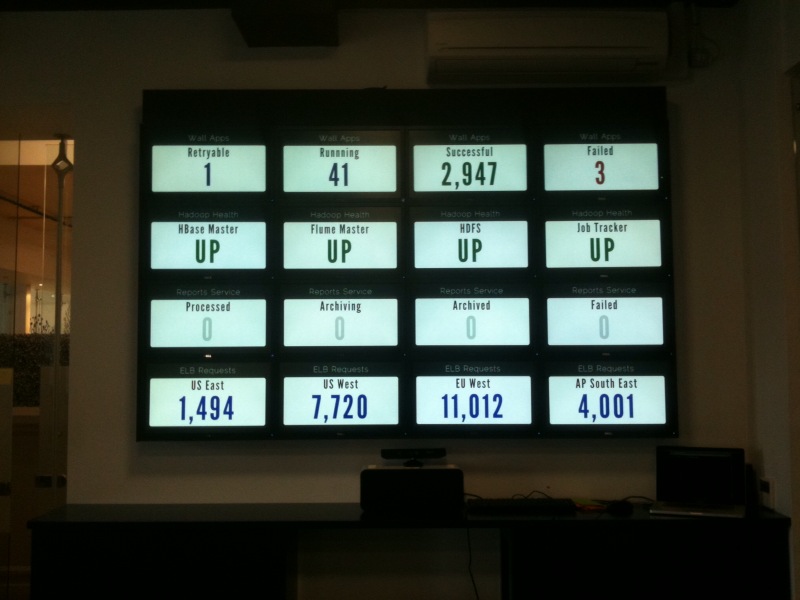 Wall Apps Wall Apps Wall Apps Wall Apps
Retryable Runnning Successful Failed
1 41 2,947 3
Hadoop Health Hadoop Health Hadoop Health Hadoop Health
HBase Master Flume Master HDFS Job Tracker
UP UP UP UP
Reports Service Reports Service Reports Service Reports Service
Processed Archiving Archived Failed
0 0 0 0
ELB Requests ELB Requests ELB Requests ELB Requests
US East US West EU West AP South East
1,494 7,720 11,012 4,001